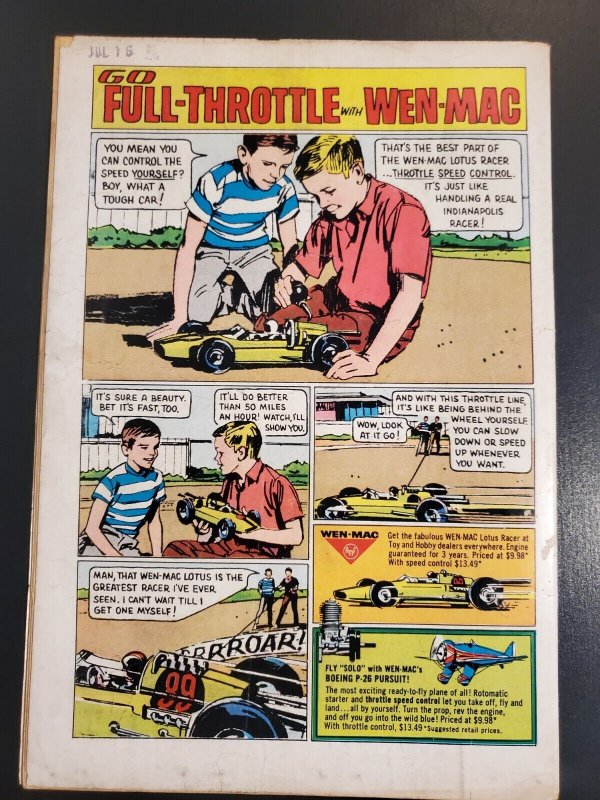 JUL 16
GO
FULL-THROTTLE WITH WEN-MAC
YOU MEAN YOU
CAN CONTROL THE
SPEED YOURSELF?
BOY, WHAT A
TOUGH CAR!
THAT'S THE BEST PART OF
THE WEN-MAC LOTUS RACER
...THROTTLE SPEED CONTROL.
IT'S JUST LIKE
HANDLING A REAL
INDIANAPOLIS
RACER!
IT'S SURE A BEAUTY.
BET IT'S FAST, TOO.
IT'LL DO BETTER
THAN 50 MILES
AN HOUR! WATCH, I'LL
SHOW YOU.
WOW, LOOK
AT IT GO!
AND WITH THIS THROTTLE LINE,
IT'S LIKE BEING BEHIND THE
WHEEL YOURSELF.
YOU CAN SLOW
DOWN OR SPEED
UP WHENEVER
YOU WANT.
MAN, THAT WEN-MAC LOTUS IS THE
GREATEST RACER I'VE EVER
SEEN. I CAN'T WAIT TILL I
GET ONE MYSELF!
RRRROAR!
99
WEN-MAC
Get the fabulous WEN-MAC Lotus Racer at
Toy and Hobby dealers everywhere. Engine
guaranteed for 3 years. Priced at $9.98*
With speed control $13.49*
99
FLY "SOLO" with WEN-MAC's
BOEING P-26 PURSUIT!
The most exciting ready-to-fly plane of all! Rotomatic
starter and throttle speed control let you take off, fly and
land...all by yourself. Turn the prop, rev the engine,
and off you go into the wild blue! Priced at $9.98*
With throttle control, $13.49 *Suggested retail prices.